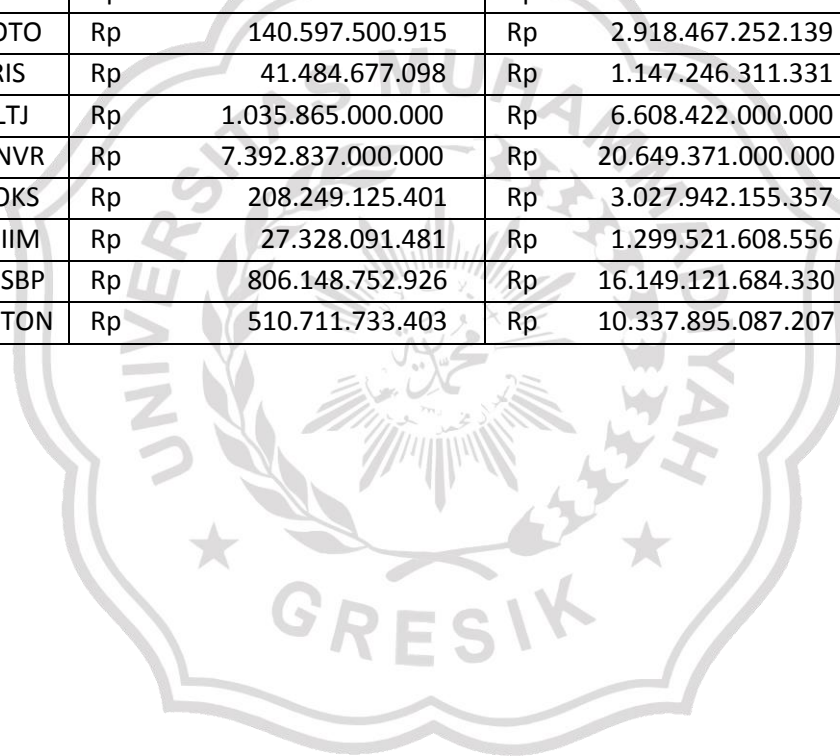 OTO Rp 140.597.500.915 Rp 2.918.467.252.139
RIS Rp 41.484.677.098 Rp 1.147.246.311.331
LTJ Rp 1.035.865.000.000 Rp 6.608.422.000.000
NVR Rp 7.392.837.000.000 Rp 20.649.371.000.000
OKS Rp 208.249.125.401 Rp 3.027.942.155.357
IIM Rp 27.328.091.481 Rp 1.299.521.608.556
SBP Rp 806.148.752.926 Rp 16.149.121.684.330
TON Rp 510.711.733.403 Rp 10.337.895.087.207
UNIVERSITAS MUHAMMADIYAH
GRESIK